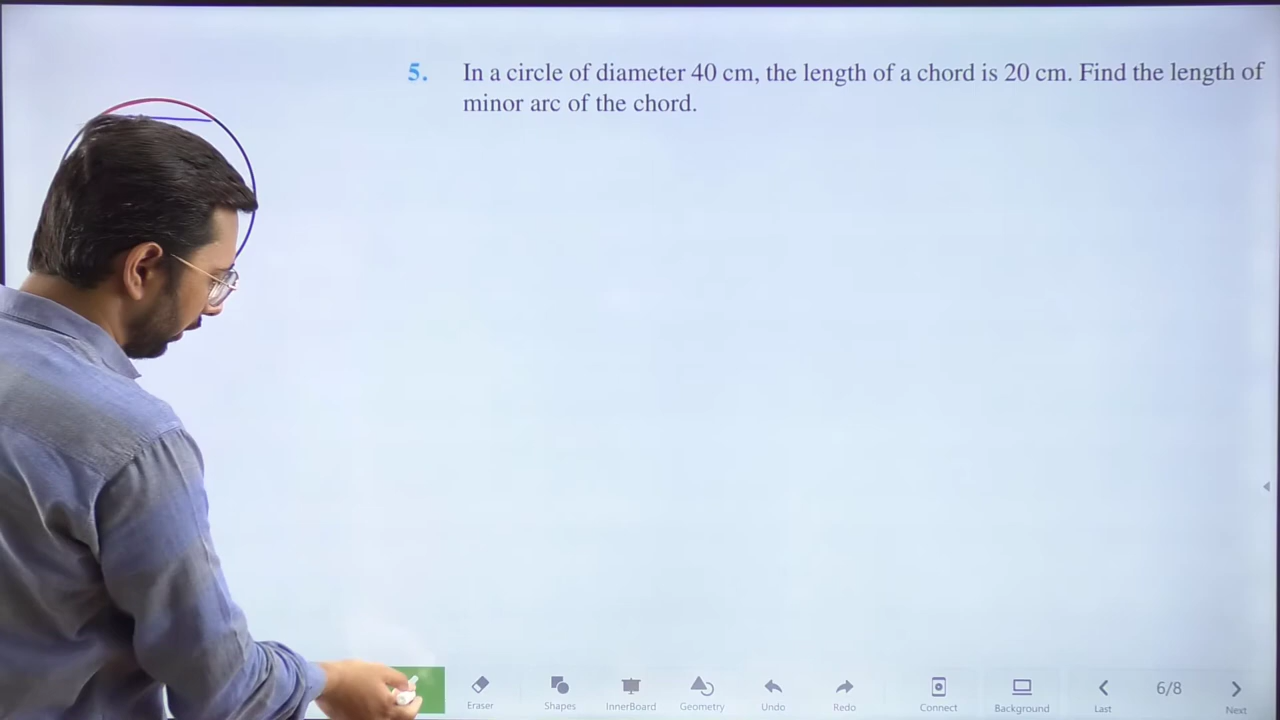 5. In a circle of diameter 40 cm, the length of a chord is 20 cm. Find the length of
minor arc of the chord.
Eraser
Shapes
InnerBoard
Geometry
Undo
Redo
Connect
Background
Last
6/8
Next